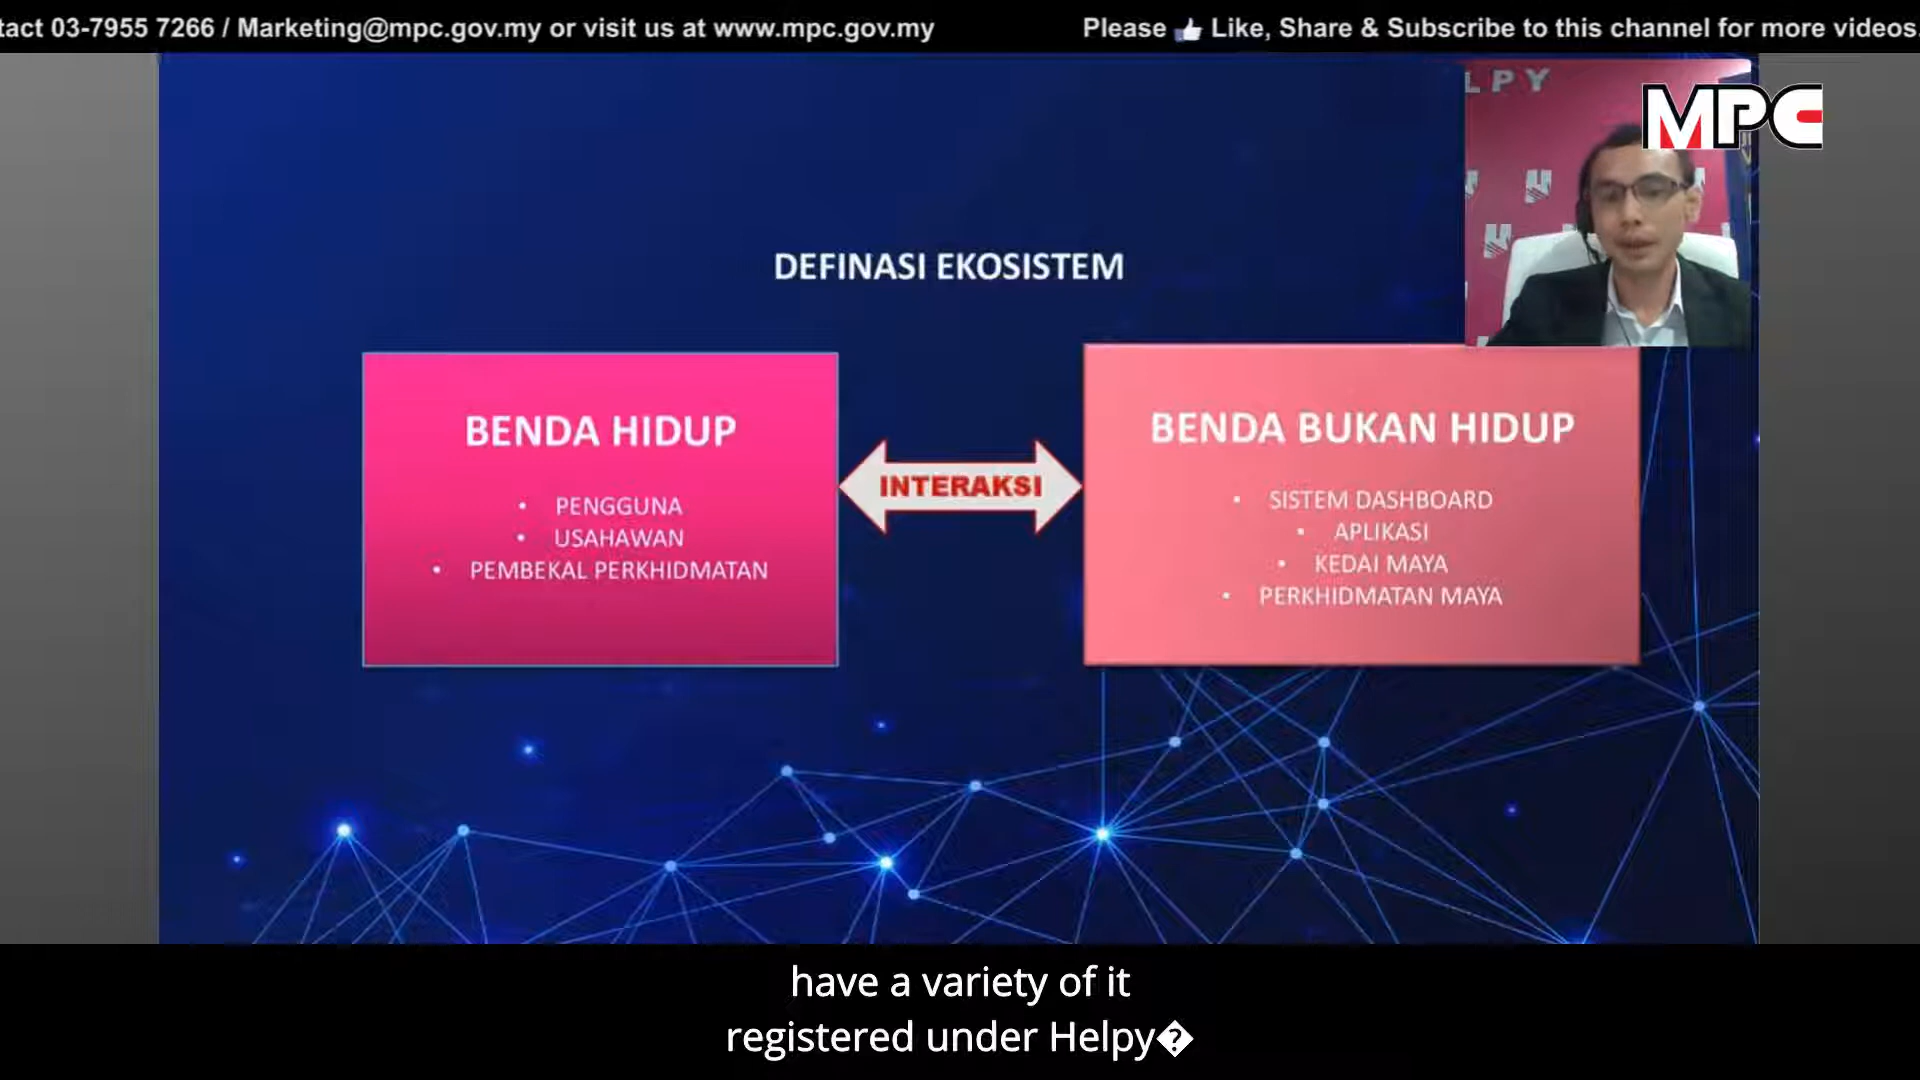 tact 03-7955 7266 / Marketing@mpc.gov.my or visit us at www.mpc.gov.my
Please 👍 Like, Share & Subscribe to this channel for more videos.
LPY
MPC
DEFINASI EKOSISTEM
BENDA HIDUP
• PENGGUNA
• USAHAWAN
• PEMBEKAL PERKHIDMATAN
INTERAKSI
BENDA BUKAN HIDUP
• SISTEM DASHBOARD
• APLIKASI
• KEDAI MAYA
• PERKHIDMATAN MAYA
have a variety of it
registered under Helpy�